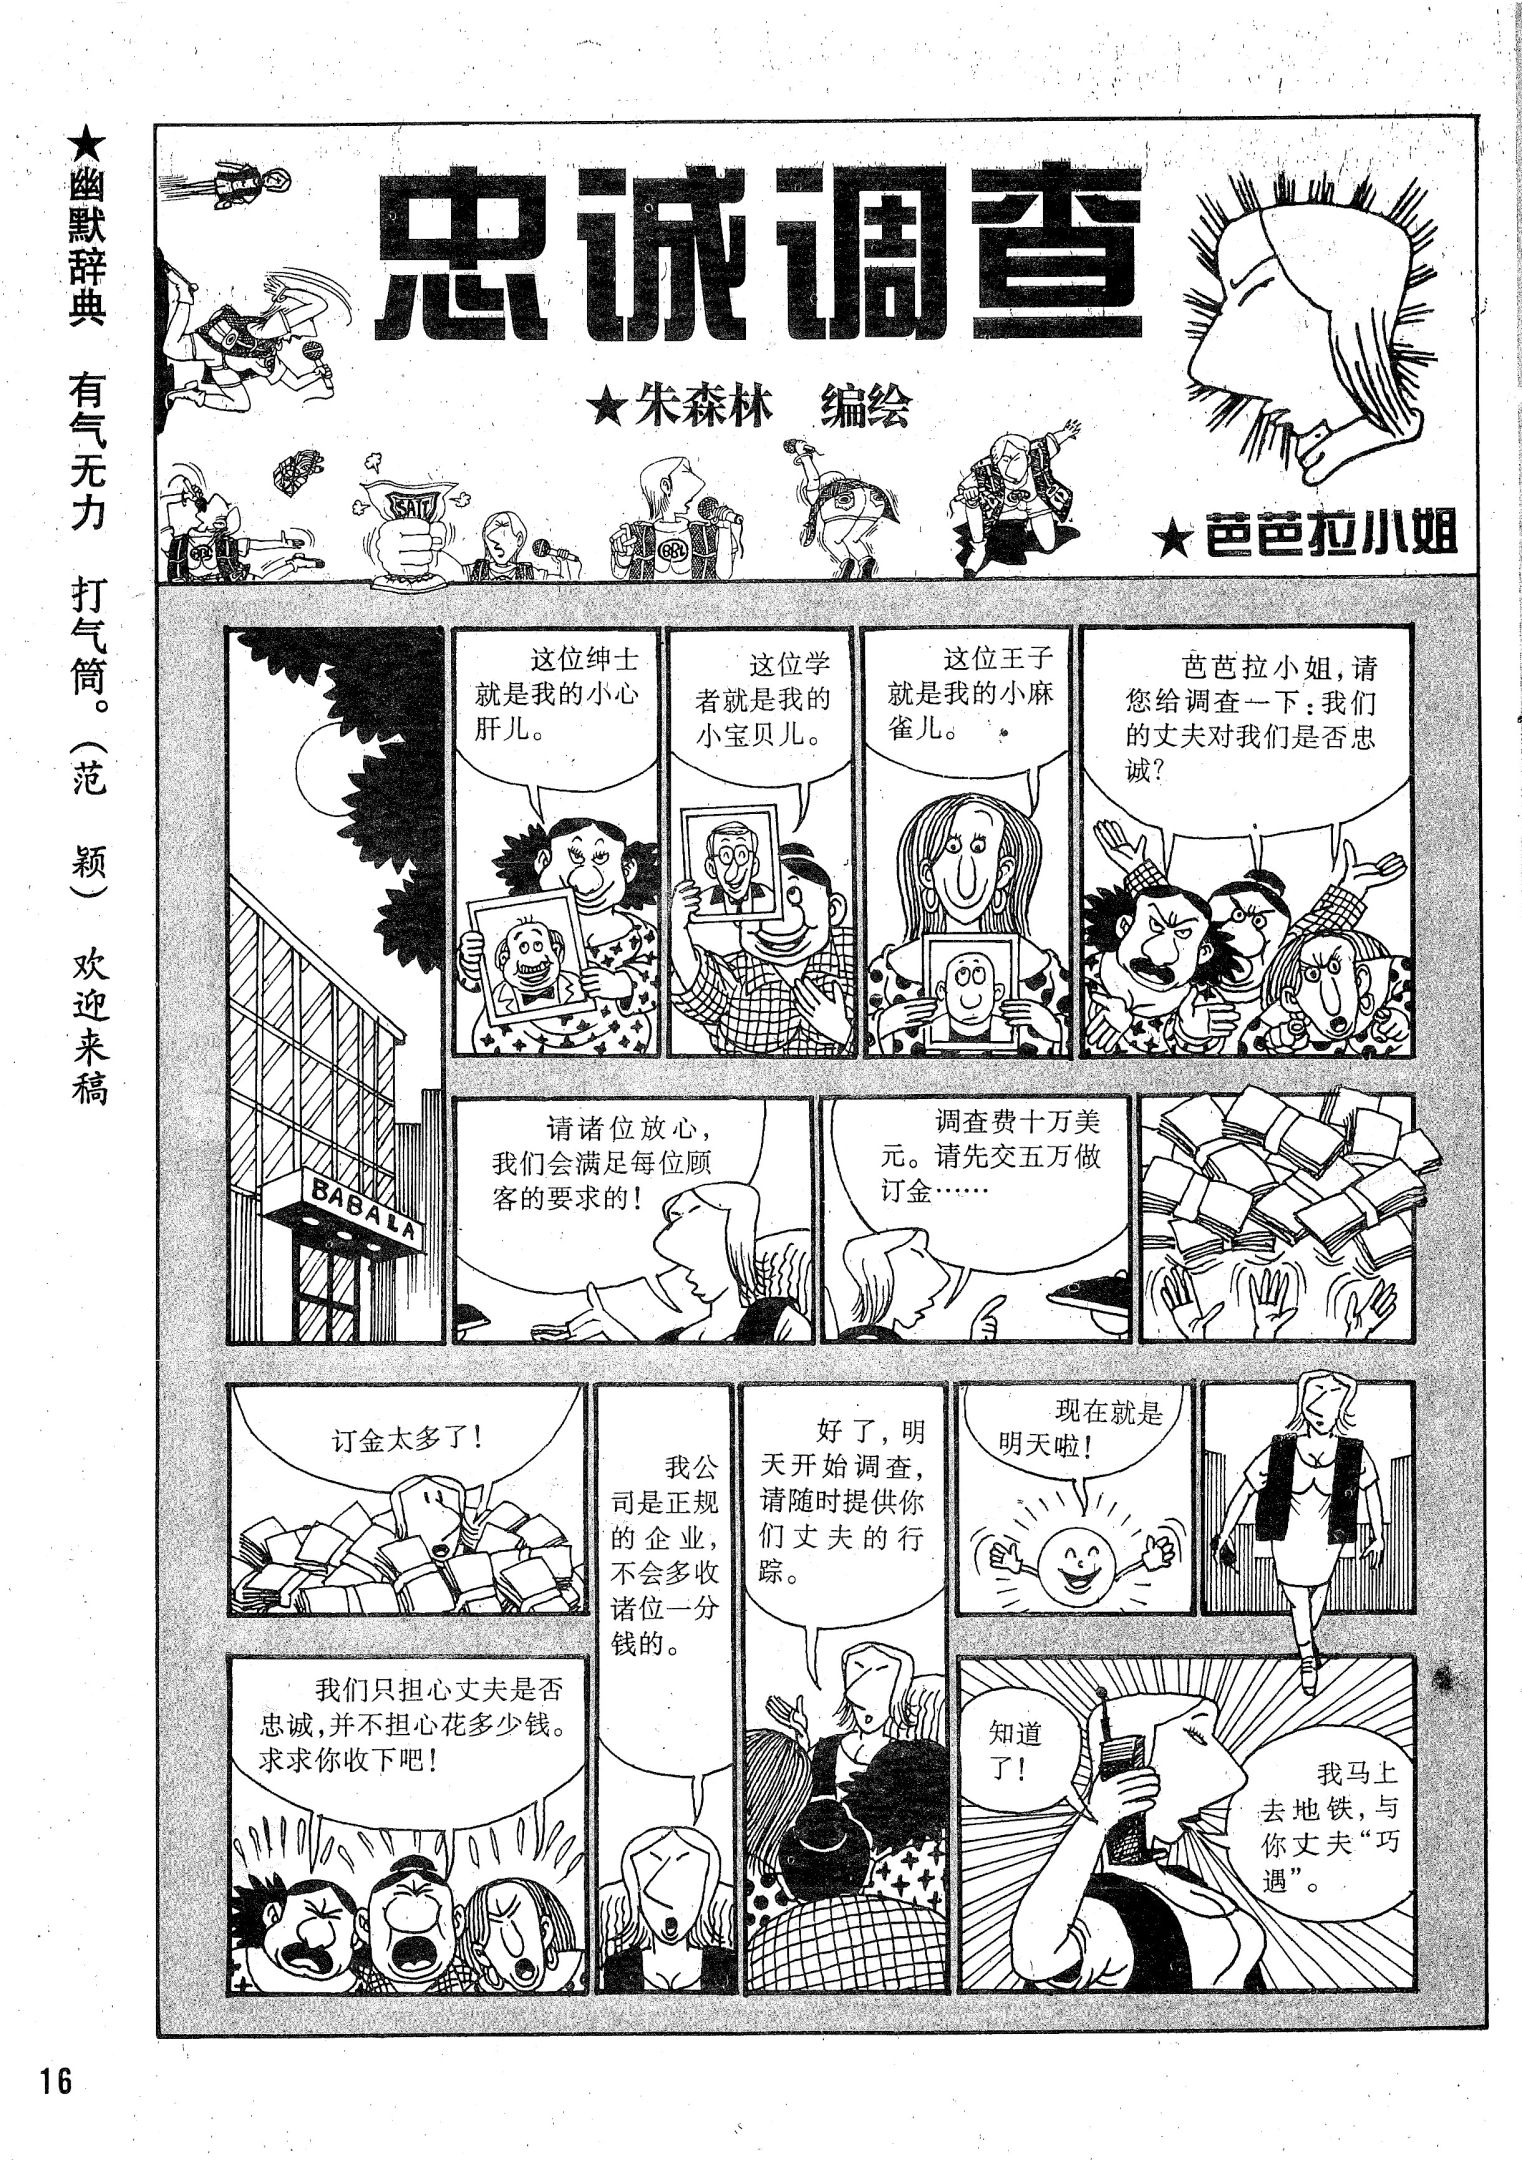 忠诚调查
★朱森林 编绘
★芭芭拉小姐
SALT
BBL
★幽默辞典 有气无力 打气筒。（范 颖） 欢迎来稿
BABALA
这位绅士
就是我的小心
肝儿。
这位学
者就是我的
小宝贝儿。
这位王子
就是我的小麻
雀儿。
芭芭拉小姐，请
您给调查一下：我们
的丈夫对我们是否忠
诚？
请诸位放心，
我们会满足每位顾
客的要求的！
调查费十万美
元。请先交五万做
订金……
订金太多了！
我们只担心丈夫是否
忠诚，并不担心花多少钱。
求求你收下吧！
我公
司是正规
的企业，
不会多收
诸位一分
钱的。
好了，明
天开始调查，
请随时提供你
们丈夫的行
踪。
现在就是
明天啦！
知道
了！
我马上
去地铁，与
你丈夫“巧
遇”。
16